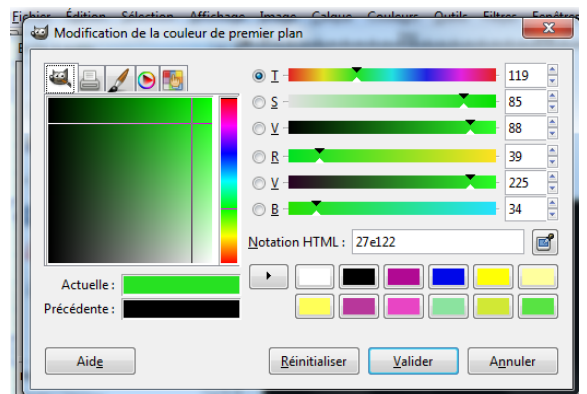 Fichier Édition Sélection Affichage Image Calque Couleurs Outils Filtres Fenêtres
Modification de la couleur de premier plan
T 119
S 85
V 88
R 39
V 225
B 34
Notation HTML : 27e122
Actuelle :
Précédente :
Aide Réinitialiser Valider Annuler